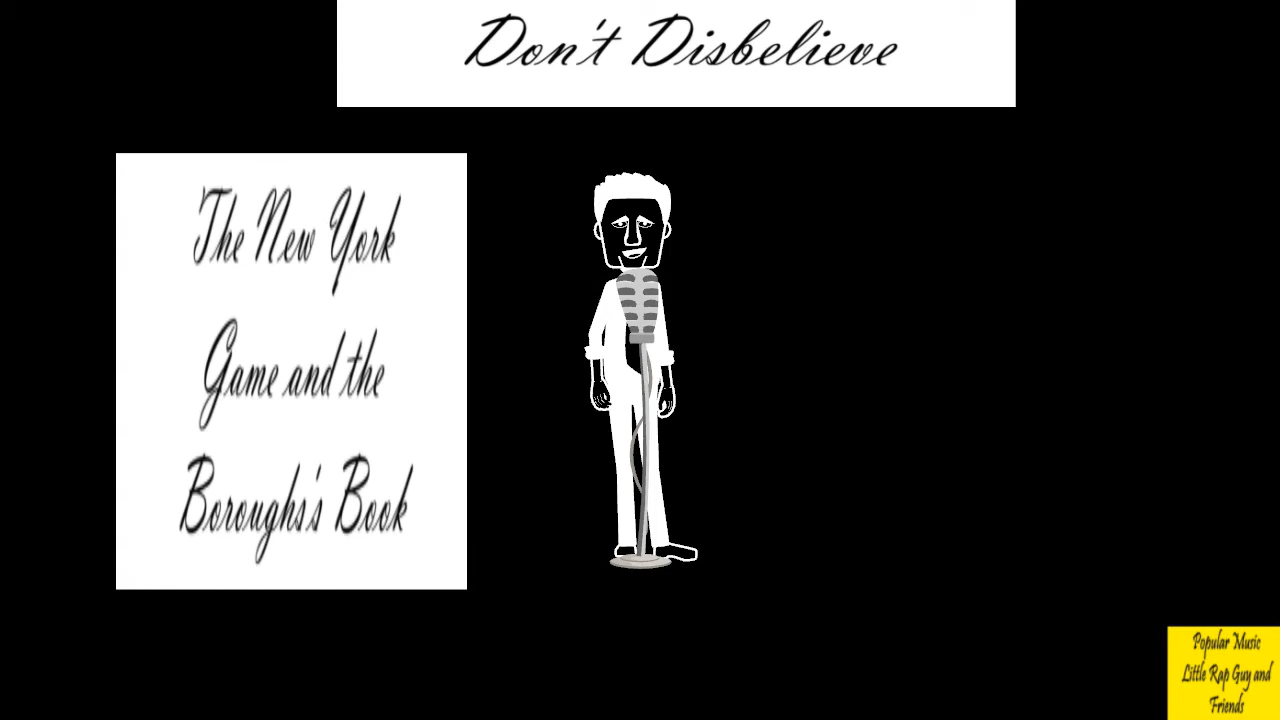 Don't Disbelieve
The New York
Game and the
Boroughs's Book
Popular Music
Little Rap Guy and
Friends